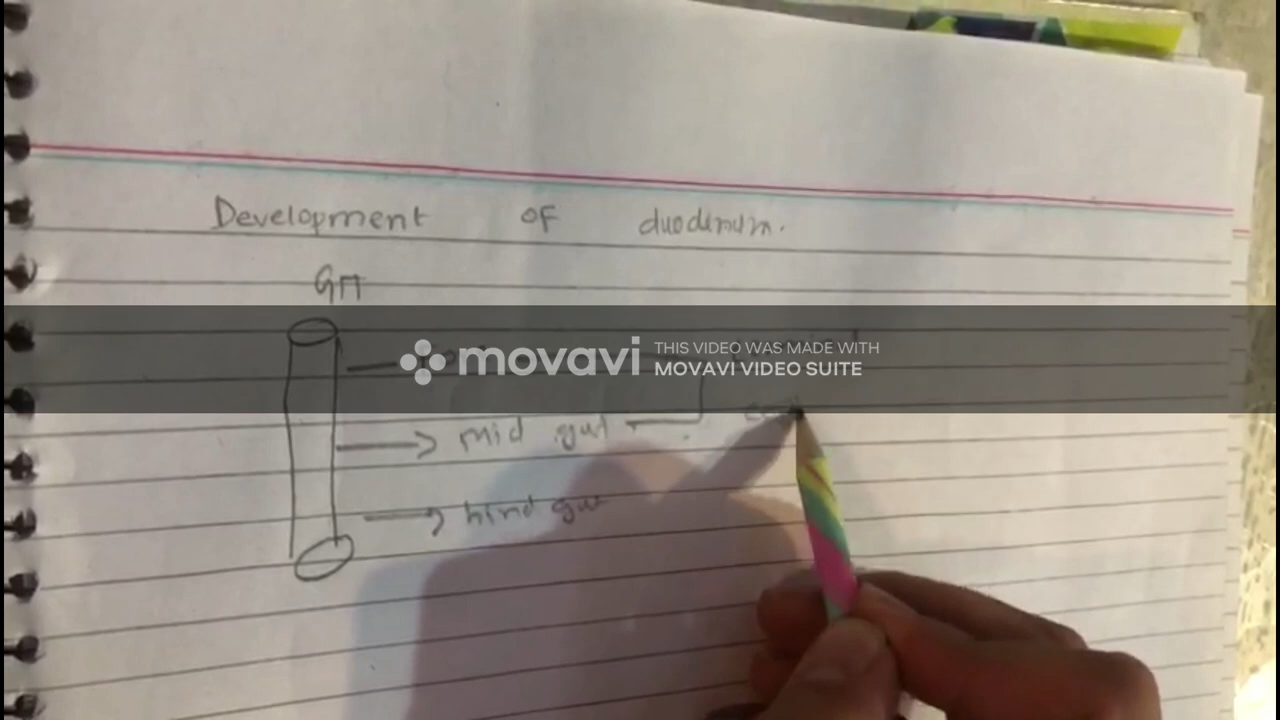 Development of duodenum.
GIT
movavi THIS VIDEO WAS MADE WITH
MOVAVI VIDEO SUITE
mid gut
hind gut